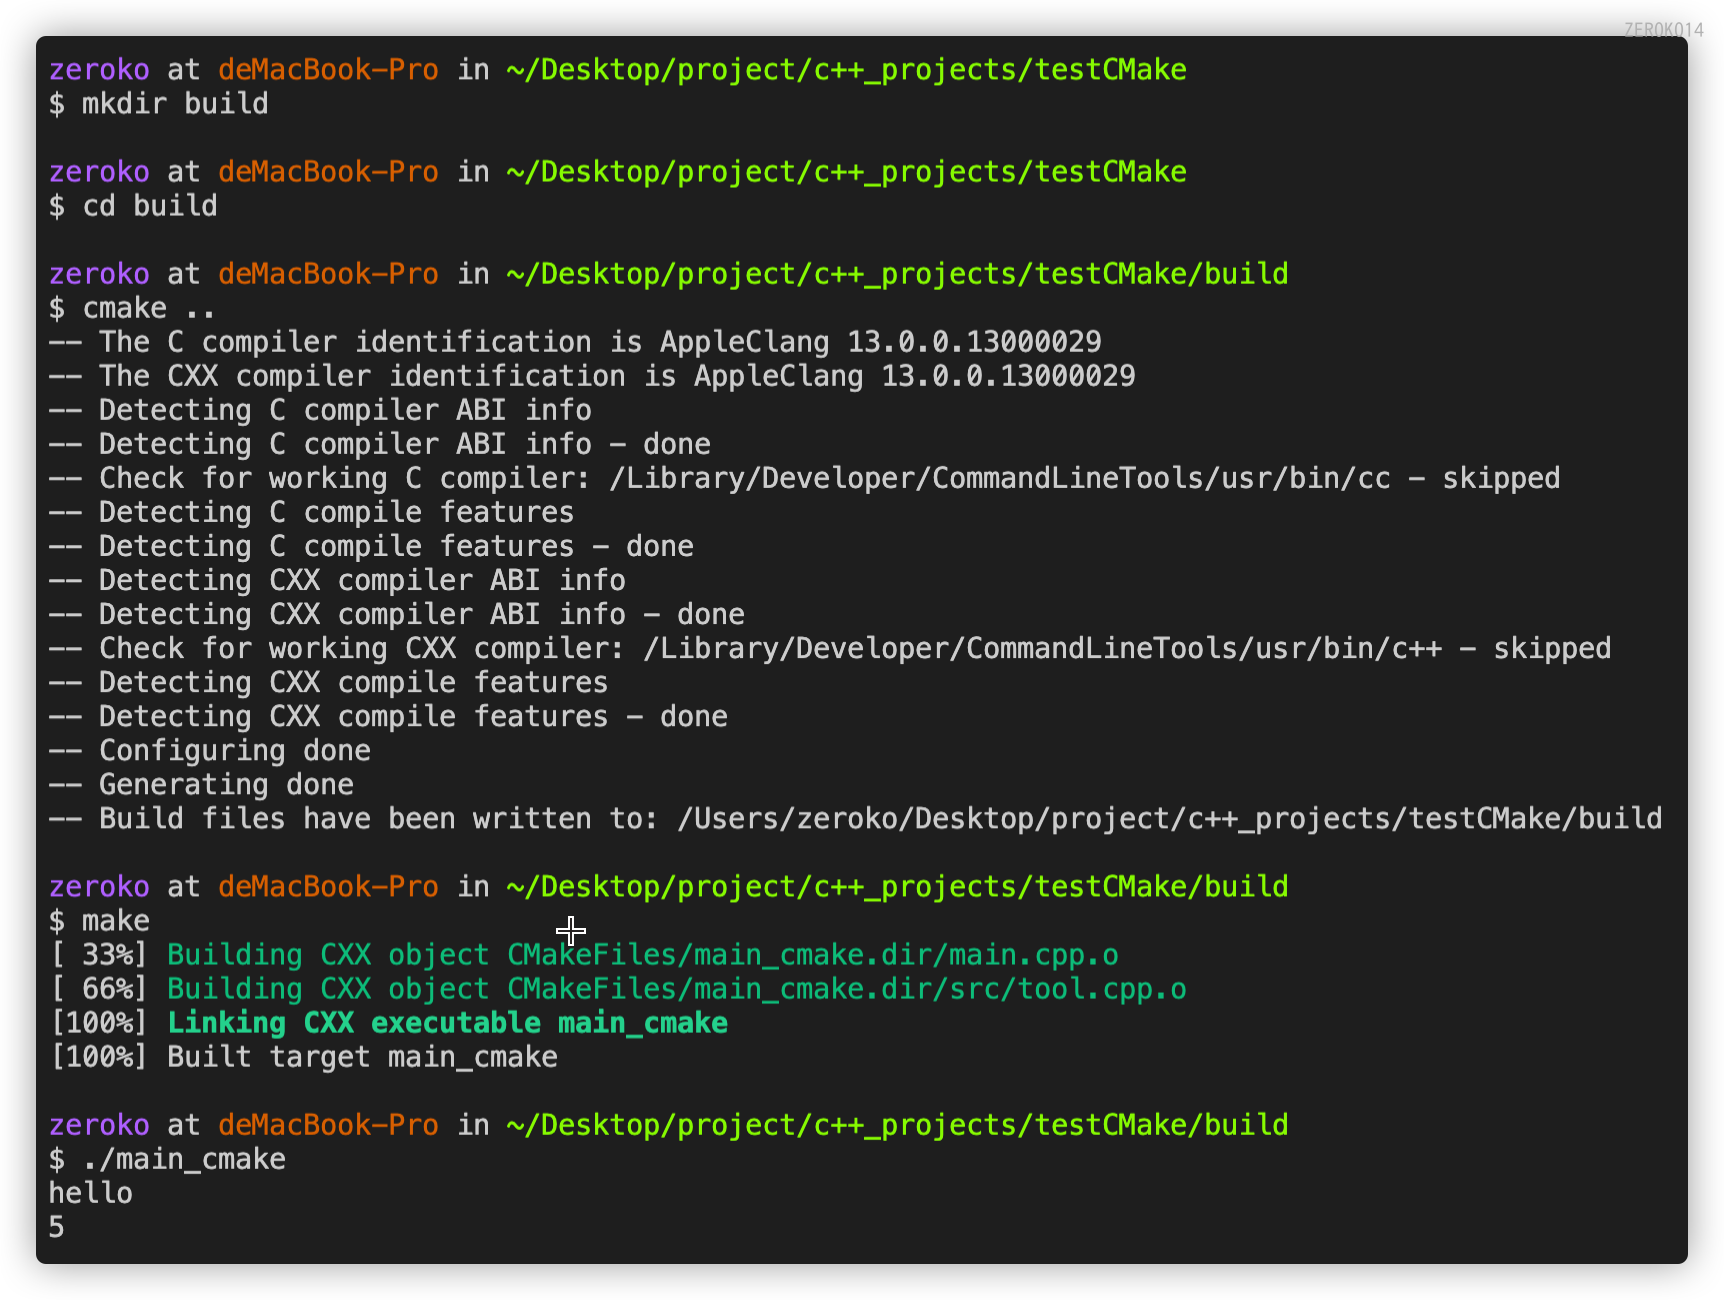 ZEROKO14
zeroko at deMacBook-Pro in ~/Desktop/project/c++_projects/testCMake
$ mkdir build
zeroko at deMacBook-Pro in ~/Desktop/project/c++_projects/testCMake
$ cd build
zeroko at deMacBook-Pro in ~/Desktop/project/c++_projects/testCMake/build
$ cmake ..
-- The C compiler identification is AppleClang 13.0.0.13000029
-- The CXX compiler identification is AppleClang 13.0.0.13000029
-- Detecting C compiler ABI info
-- Detecting C compiler ABI info - done
-- Check for working C compiler: /Library/Developer/CommandLineTools/usr/bin/cc - skipped
-- Detecting C compile features
-- Detecting C compile features - done
-- Detecting CXX compiler ABI info
-- Detecting CXX compiler ABI info - done
-- Check for working CXX compiler: /Library/Developer/CommandLineTools/usr/bin/c++ - skipped
-- Detecting CXX compile features
-- Detecting CXX compile features - done
-- Configuring done
-- Generating done
-- Build files have been written to: /Users/zeroko/Desktop/project/c++_projects/testCMake/build
zeroko at deMacBook-Pro in ~/Desktop/project/c++_projects/testCMake/build
$ make
[ 33%] Building CXX object CMakeFiles/main_cmake.dir/main.cpp.o
[ 66%] Building CXX object CMakeFiles/main_cmake.dir/src/tool.cpp.o
[100%] Linking CXX executable main_cmake
[100%] Built target main_cmake
zeroko at deMacBook-Pro in ~/Desktop/project/c++_projects/testCMake/build
$ ./main_cmake
hello
5